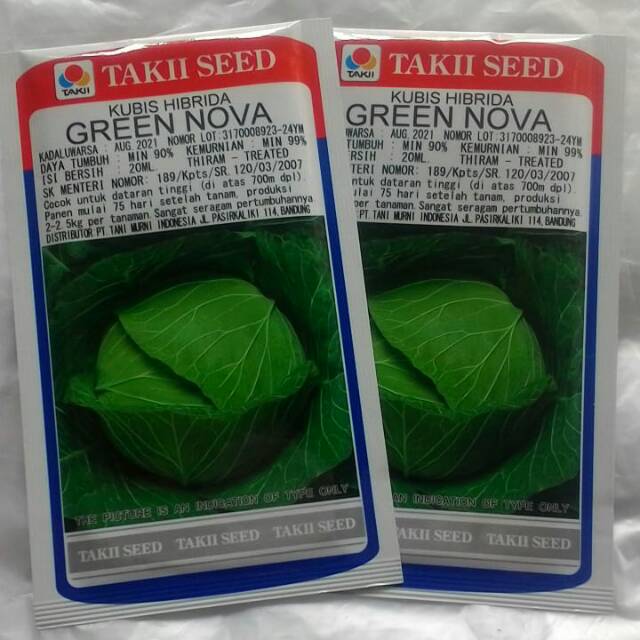 TAKII SEED
TAKII
KUBIS HIBRIDA
GREEN NOVA
KADALUWARSA : AUG 2021 NOMOR LOT:3170008923-24YM
DAYA TUMBUH : MIN 90% KEMURNIAN : MIN 99%
ISI BERSIH : 20ML. THIRAM - TREATED
SK MENTERI NOMOR: 189/Kpts/SR.120/03/2007
Cocok untuk dataran tinggi (di atas 700m dpl).
Panen mulai 75 hari setelah tanam, produksi
2-2.5kg per tanaman. Sangat seragam pertumbuhannya.
DISTRIBUTOR PT. TANI MURNI INDONESIA JL. PASIRKALIKI 114, BANDUNG
THE PICTURE IS AN INDICATION OF TYPE ONLY
TAKII SEED TAKII SEED TAKII SEED
TAKII SEED
TAKII
KUBIS HIBRIDA
GREEN NOVA
WARSA : AUG 2021 NOMOR LOT:3170008923-24YM
TUMBUH : MIN 90% KEMURNIAN : MIN 99%
ERSIH : 20ML. THIRAM - TREATED
TERI NOMOR: 189/Kpts/SR.120/03/2007
untuk dataran tinggi (di atas 700m dpl).
mulai 75 hari setelah tanam, produksi
kg per tanaman. Sangat seragam pertumbuhannya.
PT. TANI MURNI INDONESIA JL. PASIRKALIKI 114, BANDUNG
AN INDICATION OF TYPE ONLY
TAKII SEED TAKII SEED